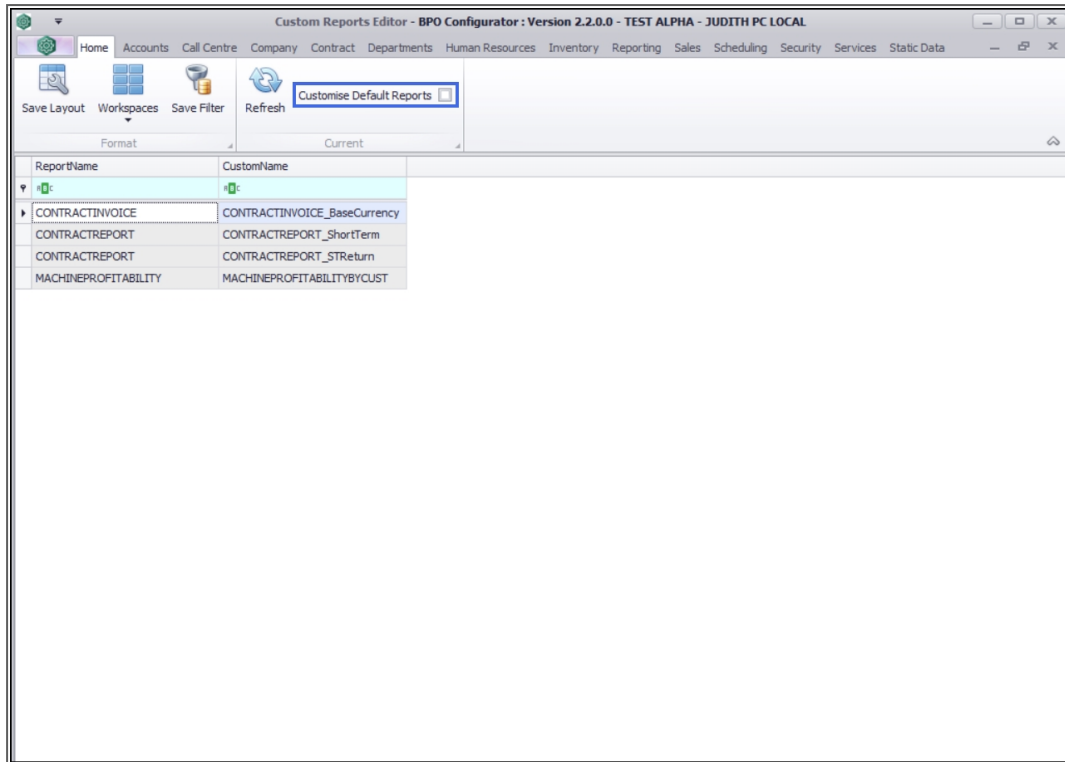 Custom Reports Editor - BPO Configurator : Version 2.2.0.0 - TEST ALPHA - JUDITH PC LOCAL
Home Accounts Call Centre Company Contract Departments Human Resources Inventory Reporting Sales Scheduling Security Services Static Data
Save Layout Workspaces Save Filter Refresh Customise Default Reports
Format Current
ReportName CustomName
CONTRACTINVOICE CONTRACTINVOICE_BaseCurrency
CONTRACTREPORT CONTRACTREPORT_ShortTerm
CONTRACTREPORT CONTRACTREPORT_STReturn
MACHINEPROFITABILITY MACHINEPROFITABILITYBYCUST